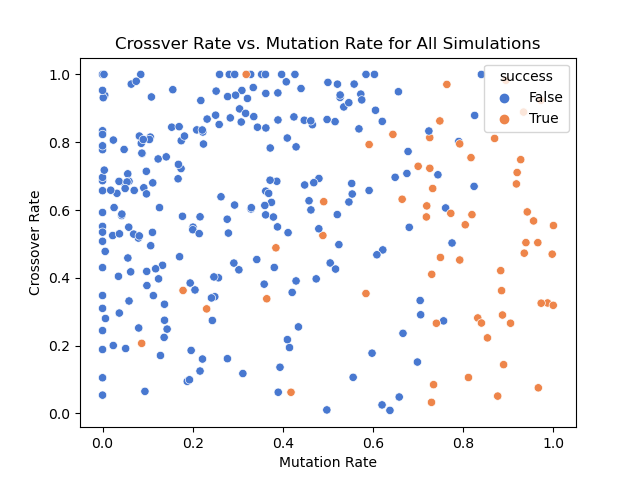 Crossver Rate vs. Mutation Rate for All Simulations
success
False
True
Crossover Rate
1.0
0.8
0.6
0.4
0.2
0.0
0.0 0.2 0.4 0.6 0.8 1.0
Mutation Rate